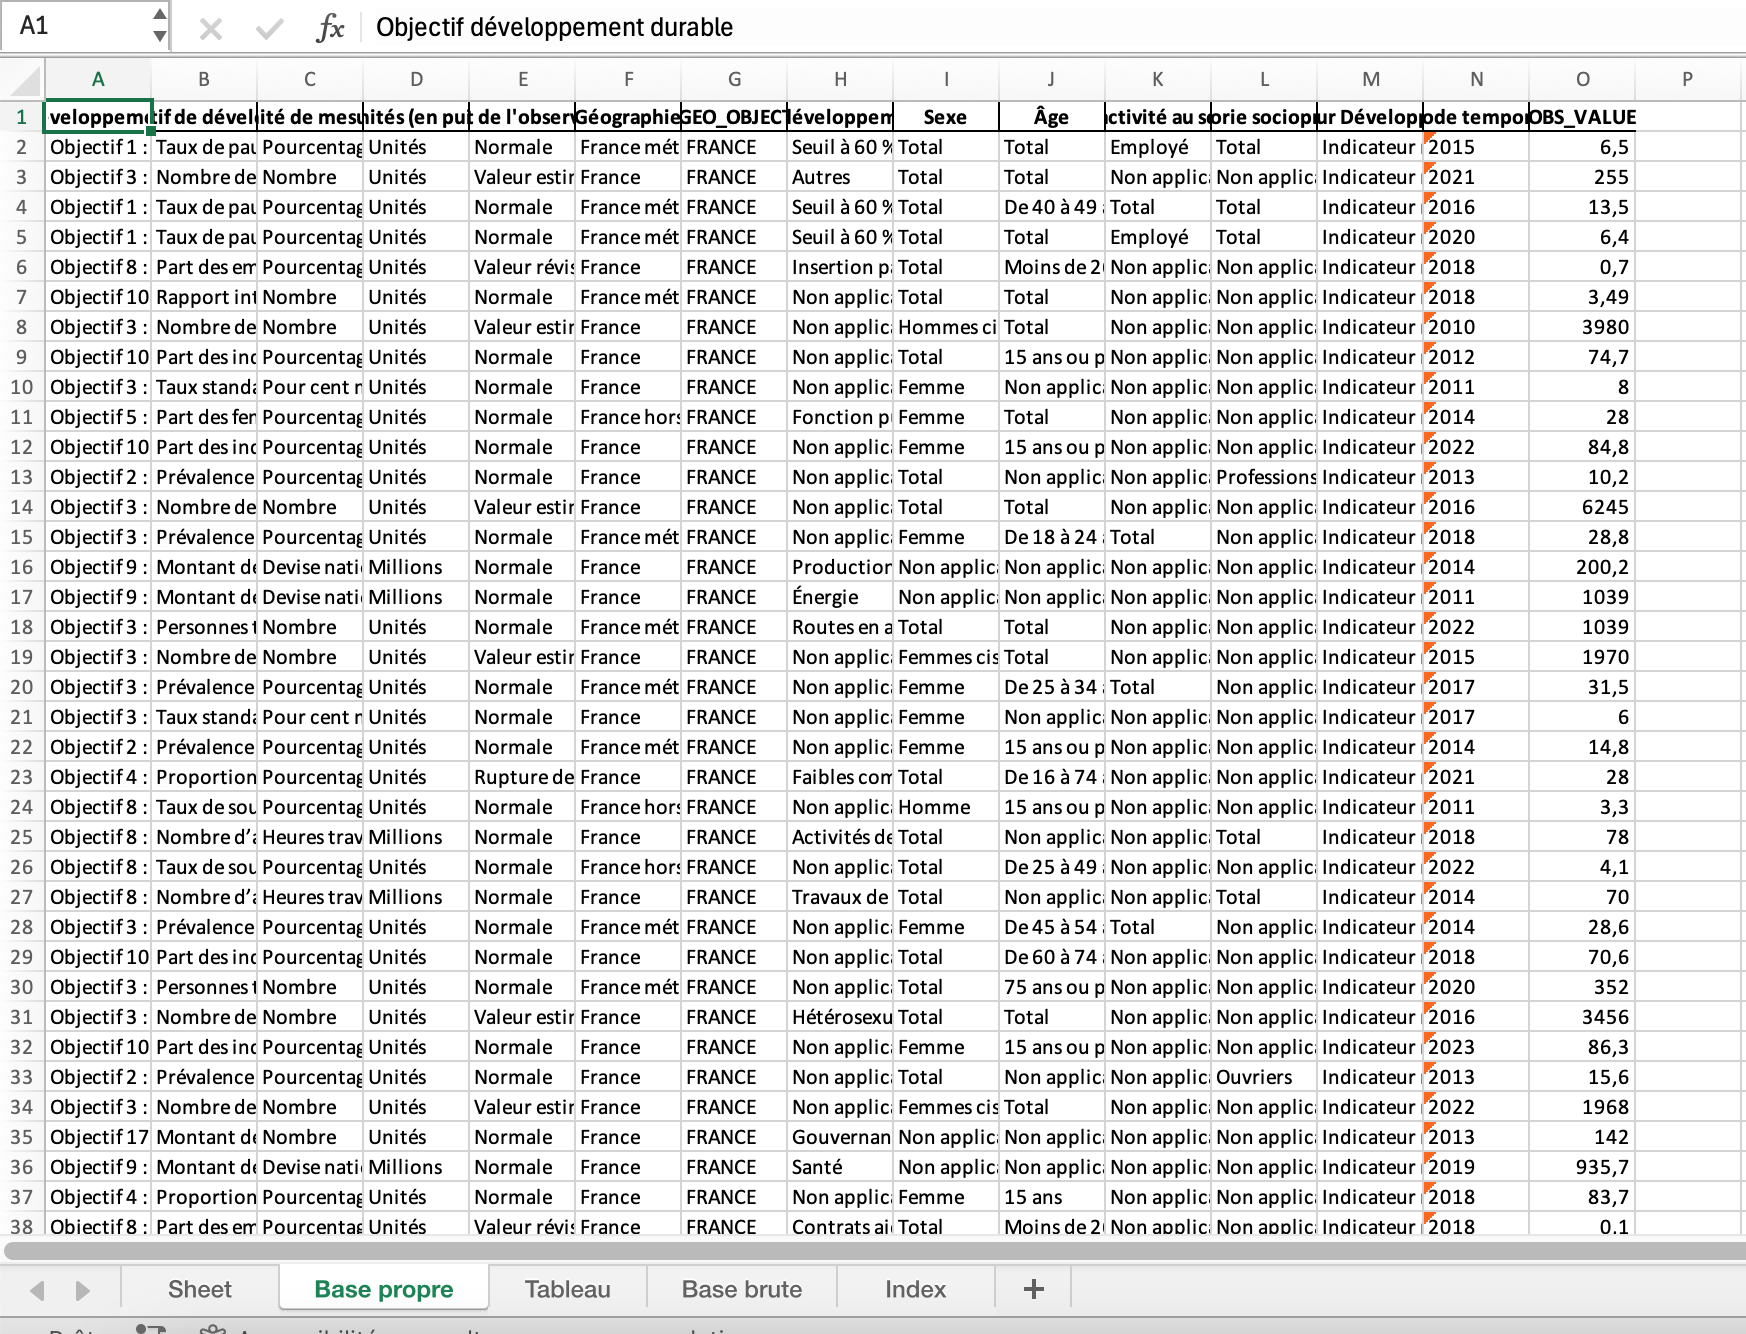 A1 fx Objectif développement durable
A B C D E F G H I J K L M N O P
1 veloppeme tif de dével ité de mesu nités (en pu t de l'observ Géographie GEO_OBJECT développem Sexe Âge activité au so orie sociopr ur Dévelop ode tempor OBS_VALUE
2 Objectif 1 : Taux de pau Pourcentag Unités Normale France mét FRANCE Seuil à 60 % Total Total Employé Total Indicateur 2015 6,5
3 Objectif 3 : Nombre de Nombre Unités Valeur estir France FRANCE Autres Total Total Non applic Non applic Indicateur 2021 255
4 Objectif 1 : Taux de pau Pourcentag Unités Normale France mét FRANCE Seuil à 60 % Total De 40 à 49 Total Total Indicateur 2016 13,5
5 Objectif 1 : Taux de pau Pourcentag Unités Normale France mét FRANCE Seuil à 60 % Total Total Employé Total Indicateur 2020 6,4
6 Objectif 8 : Part des em Pourcentag Unités Valeur révis France FRANCE Insertion p Total Moins de 2 Non applic Non applic Indicateur 2018 0,7
7 Objectif 10 Rapport int Nombre Unités Normale France mét FRANCE Non applic Total Total Non applic Non applic Indicateur 2018 3,49
8 Objectif 3 : Nombre de Nombre Unités Valeur estir France FRANCE Non applic Hommes ci Total Non applic Non applic Indicateur 2010 3980
9 Objectif 10 Part des inc Pourcentag Unités Normale France FRANCE Non applic Total 15 ans ou p Non applic Non applic Indicateur 2012 74,7
10 Objectif 3 : Taux standa Pour cent n Unités Normale France FRANCE Non applic Femme Non applic Non applic Non applic Indicateur 2011 8
11 Objectif 5 : Part des fem Pourcentag Unités Normale France hors FRANCE Fonction p Femme Total Non applic Non applic Indicateur 2014 28
12 Objectif 10 Part des inc Pourcentag Unités Normale France FRANCE Non applic Femme 15 ans ou p Non applic Non applic Indicateur 2022 84,8
13 Objectif 2 : Prévalence Pourcentag Unités Normale France FRANCE Non applic Total Non applic Non applic Professions Indicateur 2013 10,2
14 Objectif 3 : Nombre de Nombre Unités Valeur estir France FRANCE Non applic Total Total Non applic Non applic Indicateur 2016 6245
15 Objectif 3 : Prévalence Pourcentag Unités Normale France mét FRANCE Non applic Femme De 18 à 24 Total Non applic Indicateur 2018 28,8
16 Objectif 9 : Montant de Devise nati Millions Normale France FRANCE Production Non applic Non applic Non applic Non applic Indicateur 2014 200,2
17 Objectif 9 : Montant de Devise nati Millions Normale France FRANCE Énergie Non applic Non applic Non applic Non applic Indicateur 2011 1039
18 Objectif 3 : Personnes t Nombre Unités Normale France mét FRANCE Routes en a Total Total Non applic Non applic Indicateur 2022 1039
19 Objectif 3 : Nombre de Nombre Unités Valeur estir France FRANCE Non applic Femmes cis Total Non applic Non applic Indicateur 2015 1970
20 Objectif 3 : Prévalence Pourcentag Unités Normale France mét FRANCE Non applic Femme De 25 à 34 Total Non applic Indicateur 2017 31,5
21 Objectif 3 : Taux standa Pour cent n Unités Normale France FRANCE Non applic Femme Non applic Non applic Non applic Indicateur 2017 6
22 Objectif 2 : Prévalence Pourcentag Unités Normale France mét FRANCE Non applic Femme 15 ans ou p Non applic Non applic Indicateur 2014 14,8
23 Objectif 4 : Proportion Pourcentag Unités Rupture de France FRANCE Faibles com Total De 16 à 74 Non applic Non applic Indicateur 2021 28
24 Objectif 8 : Taux de sou Pourcentag Unités Normale France hors FRANCE Non applic Homme 15 ans ou p Non applic Non applic Indicateur 2011 3,3
25 Objectif 8 : Nombre d’a Heures trav Millions Normale France FRANCE Activités de Total Non applic Non applic Total Indicateur 2018 78
26 Objectif 8 : Taux de sou Pourcentag Unités Normale France hors FRANCE Non applic Total De 25 à 49 Non applic Non applic Indicateur 2022 4,1
27 Objectif 8 : Nombre d’a Heures trav Millions Normale France FRANCE Travaux de Total Non applic Non applic Total Indicateur 2014 70
28 Objectif 3 : Prévalence Pourcentag Unités Normale France mét FRANCE Non applic Femme De 45 à 54 Total Non applic Indicateur 2014 28,6
29 Objectif 10 Part des inc Pourcentag Unités Normale France FRANCE Non applic Total De 60 à 74 Non applic Non applic Indicateur 2018 70,6
30 Objectif 3 : Personnes t Nombre Unités Normale France mét FRANCE Non applic Total 75 ans ou p Non applic Non applic Indicateur 2020 352
31 Objectif 3 : Nombre de Nombre Unités Valeur estir France FRANCE Hétérosexu Total Total Non applic Non applic Indicateur 2016 3456
32 Objectif 10 Part des inc Pourcentag Unités Normale France FRANCE Non applic Femme 15 ans ou p Non applic Non applic Indicateur 2023 86,3
33 Objectif 2 : Prévalence Pourcentag Unités Normale France FRANCE Non applic Total Non applic Non applic Ouvriers Indicateur 2013 15,6
34 Objectif 3 : Nombre de Nombre Unités Valeur estir France FRANCE Non applic Femmes cis Total Non applic Non applic Indicateur 2022 1968
35 Objectif 17 Montant de Nombre Unités Normale France FRANCE Gouvernan Non applic Non applic Non applic Non applic Indicateur 2013 142
36 Objectif 9 : Montant de Devise nati Millions Normale France FRANCE Santé Non applic Non applic Non applic Non applic Indicateur 2019 935,7
37 Objectif 4 : Proportion Pourcentag Unités Normale France FRANCE Non applic Femme 15 ans Non applic Non applic Indicateur 2018 83,7
38 Objectif 8 : Part des em Pourcentag Unités Valeur révis France FRANCE Contrats aid Total Moins de 2 Non applic Non applic Indicateur 2018 0,1
Sheet Base propre Tableau Base brute Index +